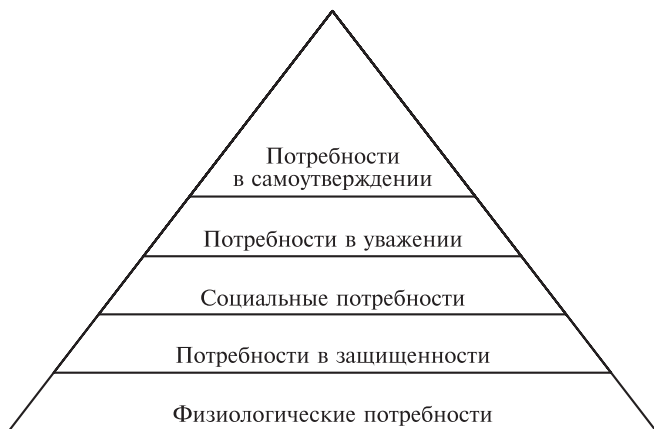 Потребности
в самоутверждении
Потребности в уважении
Социальные потребности
Потребности в защищенности
Физиологические потребности